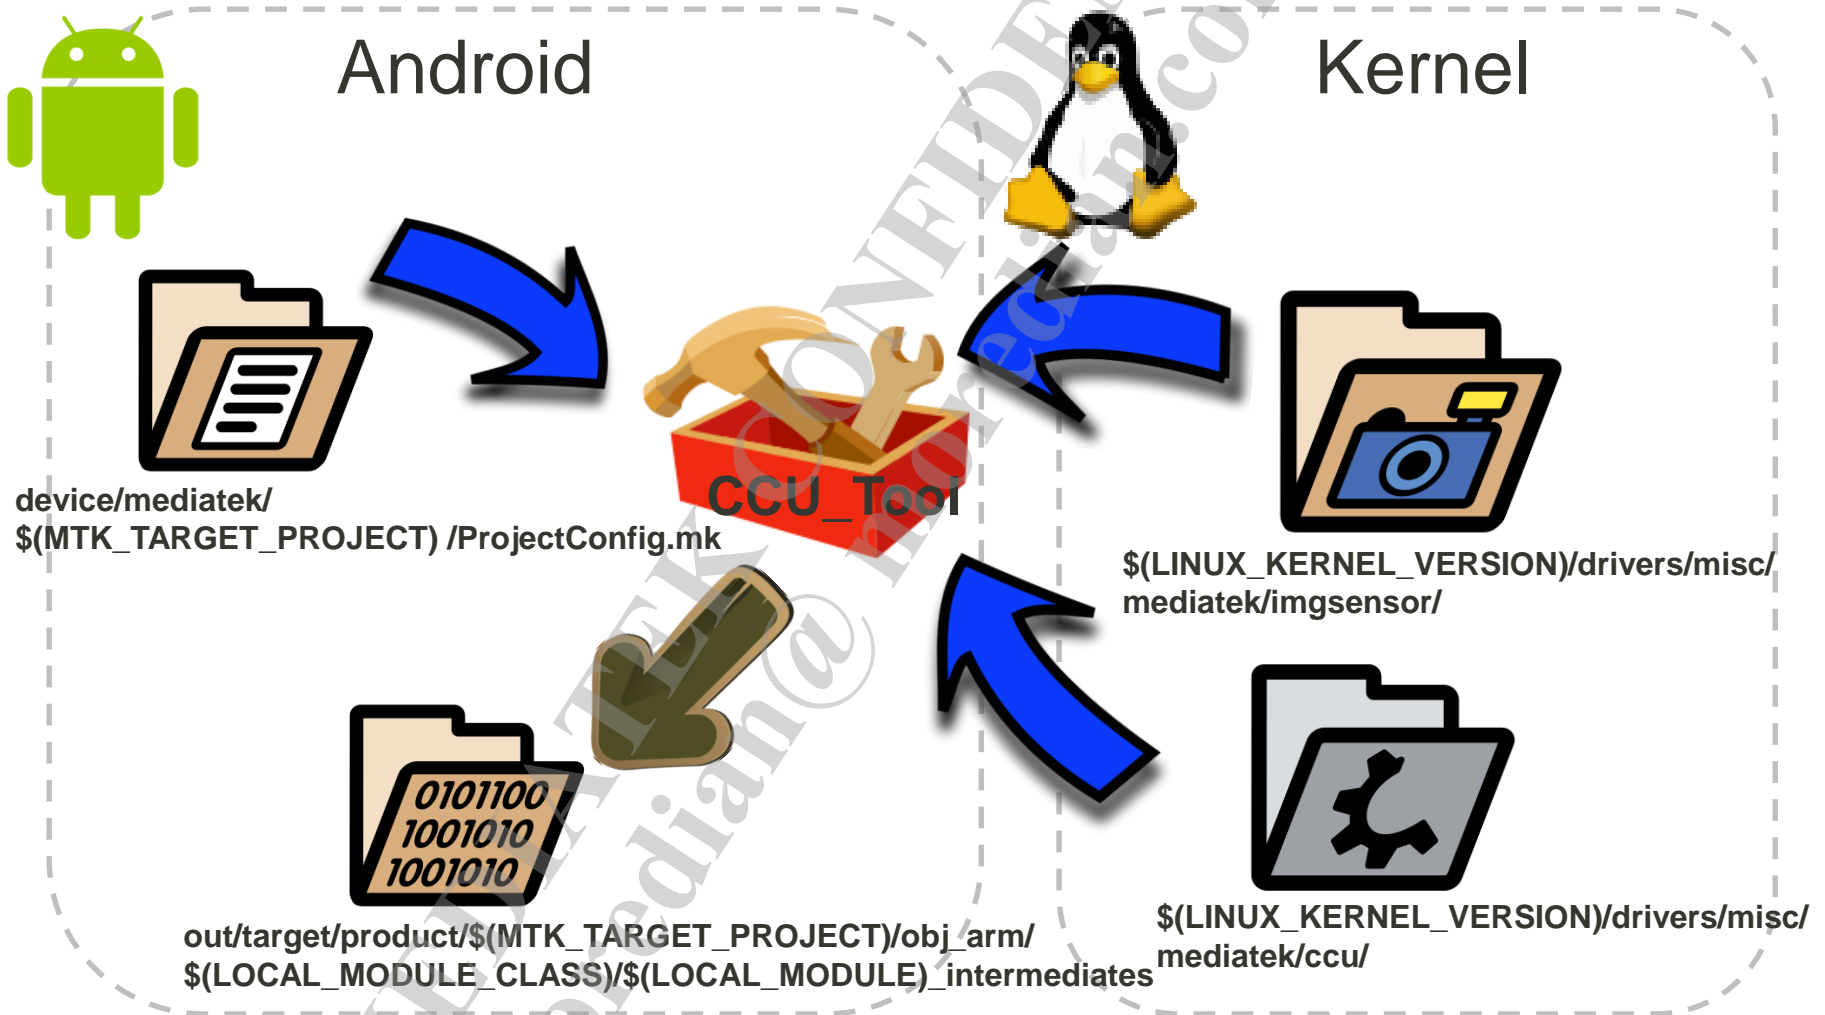 Android
Kernel
device/mediatek/
$(MTK_TARGET_PROJECT) /ProjectConfig.mk
CCU_Tool
$(LINUX_KERNEL_VERSION)/drivers/misc/
mediatek/imgsensor/
0101100
1001010
1001010
out/target/product/$(MTK_TARGET_PROJECT)/obj_arm/
$(LOCAL_MODULE_CLASS)/$(LOCAL_MODULE)_intermediates
$(LINUX_KERNEL_VERSION)/drivers/misc/
mediatek/ccu/